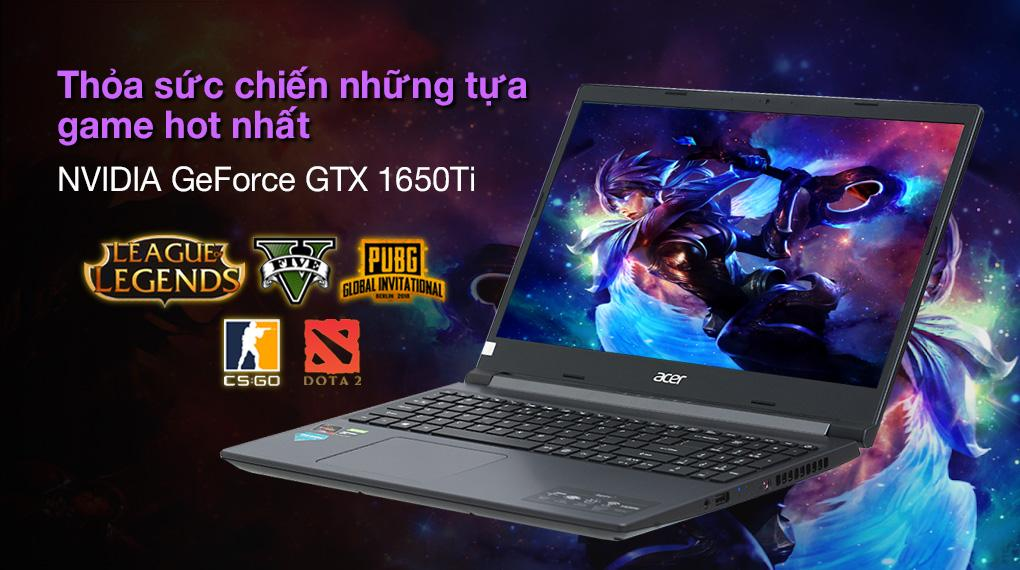 Thỏa sức chiến những tựa
game hot nhất
NVIDIA GeForce GTX 1650Ti
LEAGUE OF
LEGENDS
V
FIVE
PUBG
GLOBAL INVITATIONAL
BERLIN 2018
CS:GO
DOTA 2
acer